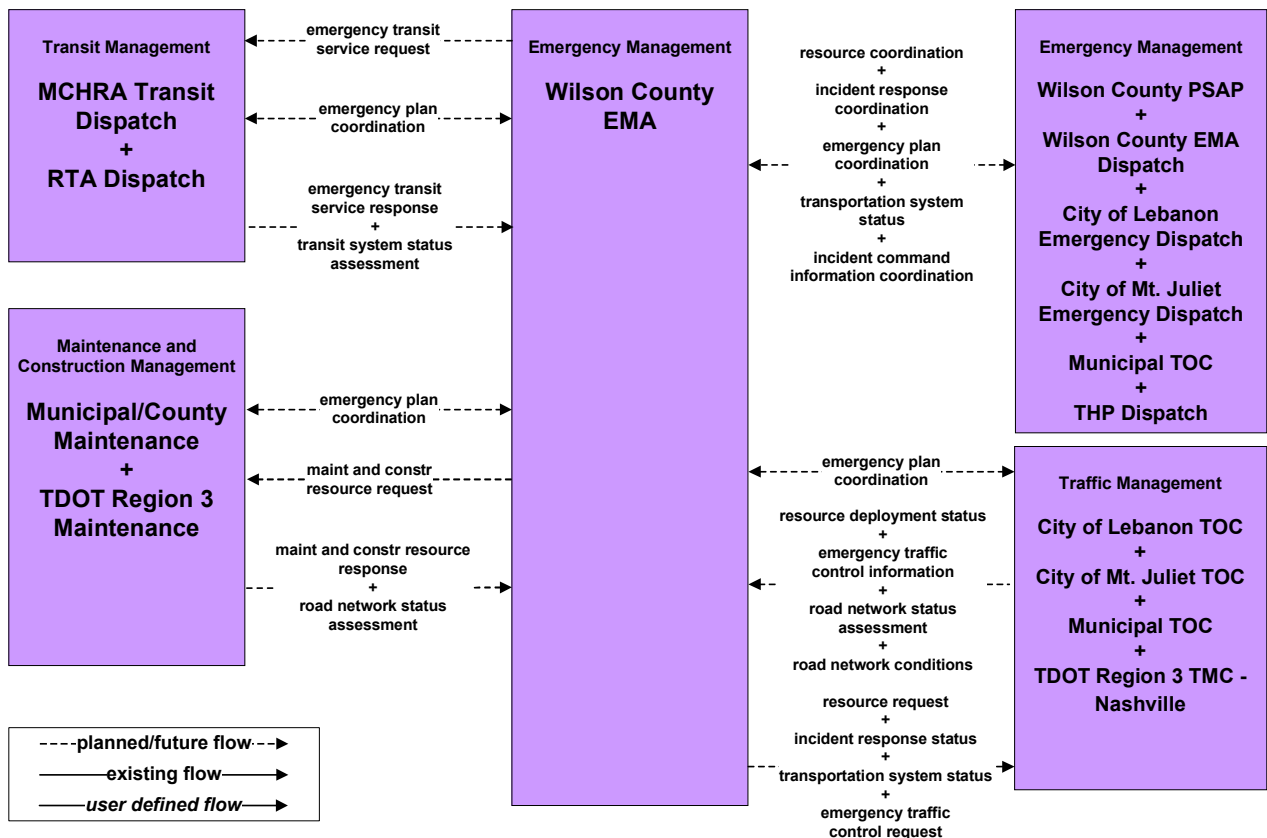 Transit Management
MCHRA Transit
Dispatch
+
RTA Dispatch
emergency transit
service request
emergency plan
coordination
emergency transit
service response
+
transit system status
assessment
Maintenance and
Construction Management
Municipal/County
Maintenance
+
TDOT Region 3
Maintenance
emergency plan
coordination
maint and constr
resource request
maint and constr resource
response
+
road network status
assessment
Emergency Management
Wilson County
EMA
resource coordination
+
incident response
coordination
+
emergency plan
coordination
+
transportation system
status
+
incident command
information coordination
Emergency Management
Wilson County PSAP
+
Wilson County EMA
Dispatch
+
City of Lebanon
Emergency Dispatch
+
City of Mt. Juliet
Emergency Dispatch
+
Municipal TOC
+
THP Dispatch
emergency plan
coordination
resource deployment status
+
emergency traffic
control information
+
road network status
assessment
+
road network conditions
resource request
+
incident response status
+
transportation system status
+
emergency traffic
control request
Traffic Management
City of Lebanon TOC
+
City of Mt. Juliet TOC
+
Municipal TOC
+
TDOT Region 3 TMC -
Nashville
planned/future flow
existing flow
user defined flow